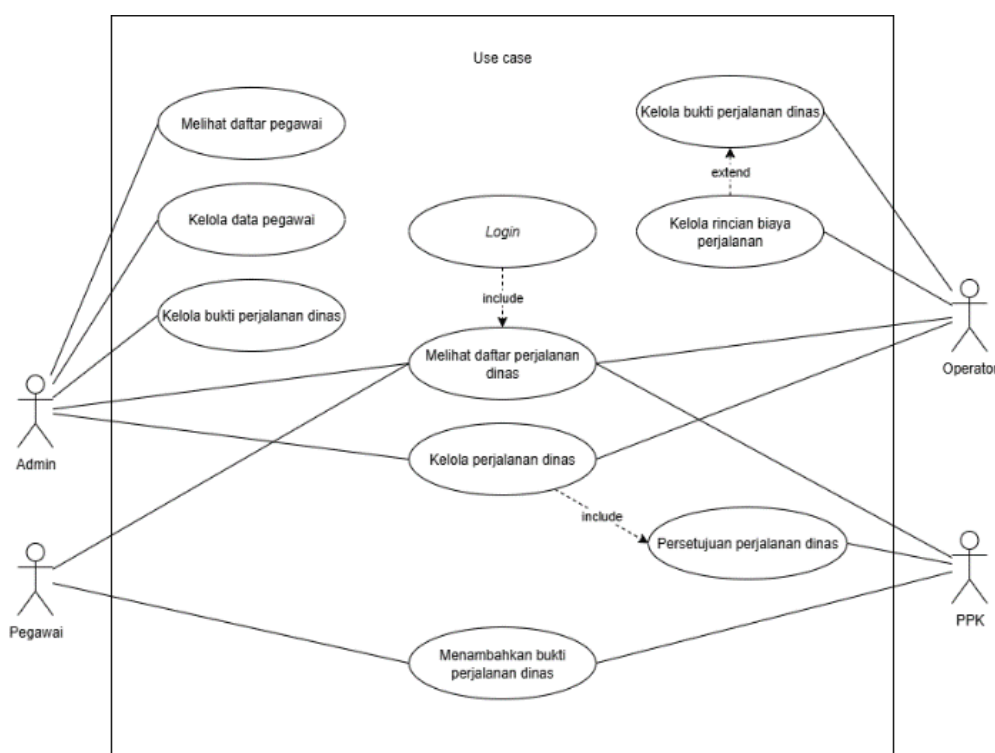 Use case
Melihat daftar pegawai
Kelola bukti perjalanan dinas
extend
Kelola data pegawai
Login
Kelola rincian biaya
perjalanan
include
Kelola bukti perjalanan dinas
Melihat daftar perjalanan
dinas
Operator
Admin
Kelola perjalanan dinas
include
Persetujuan perjalanan dinas
Pegawai
PPK
Menambahkan bukti
perjalanan dinas